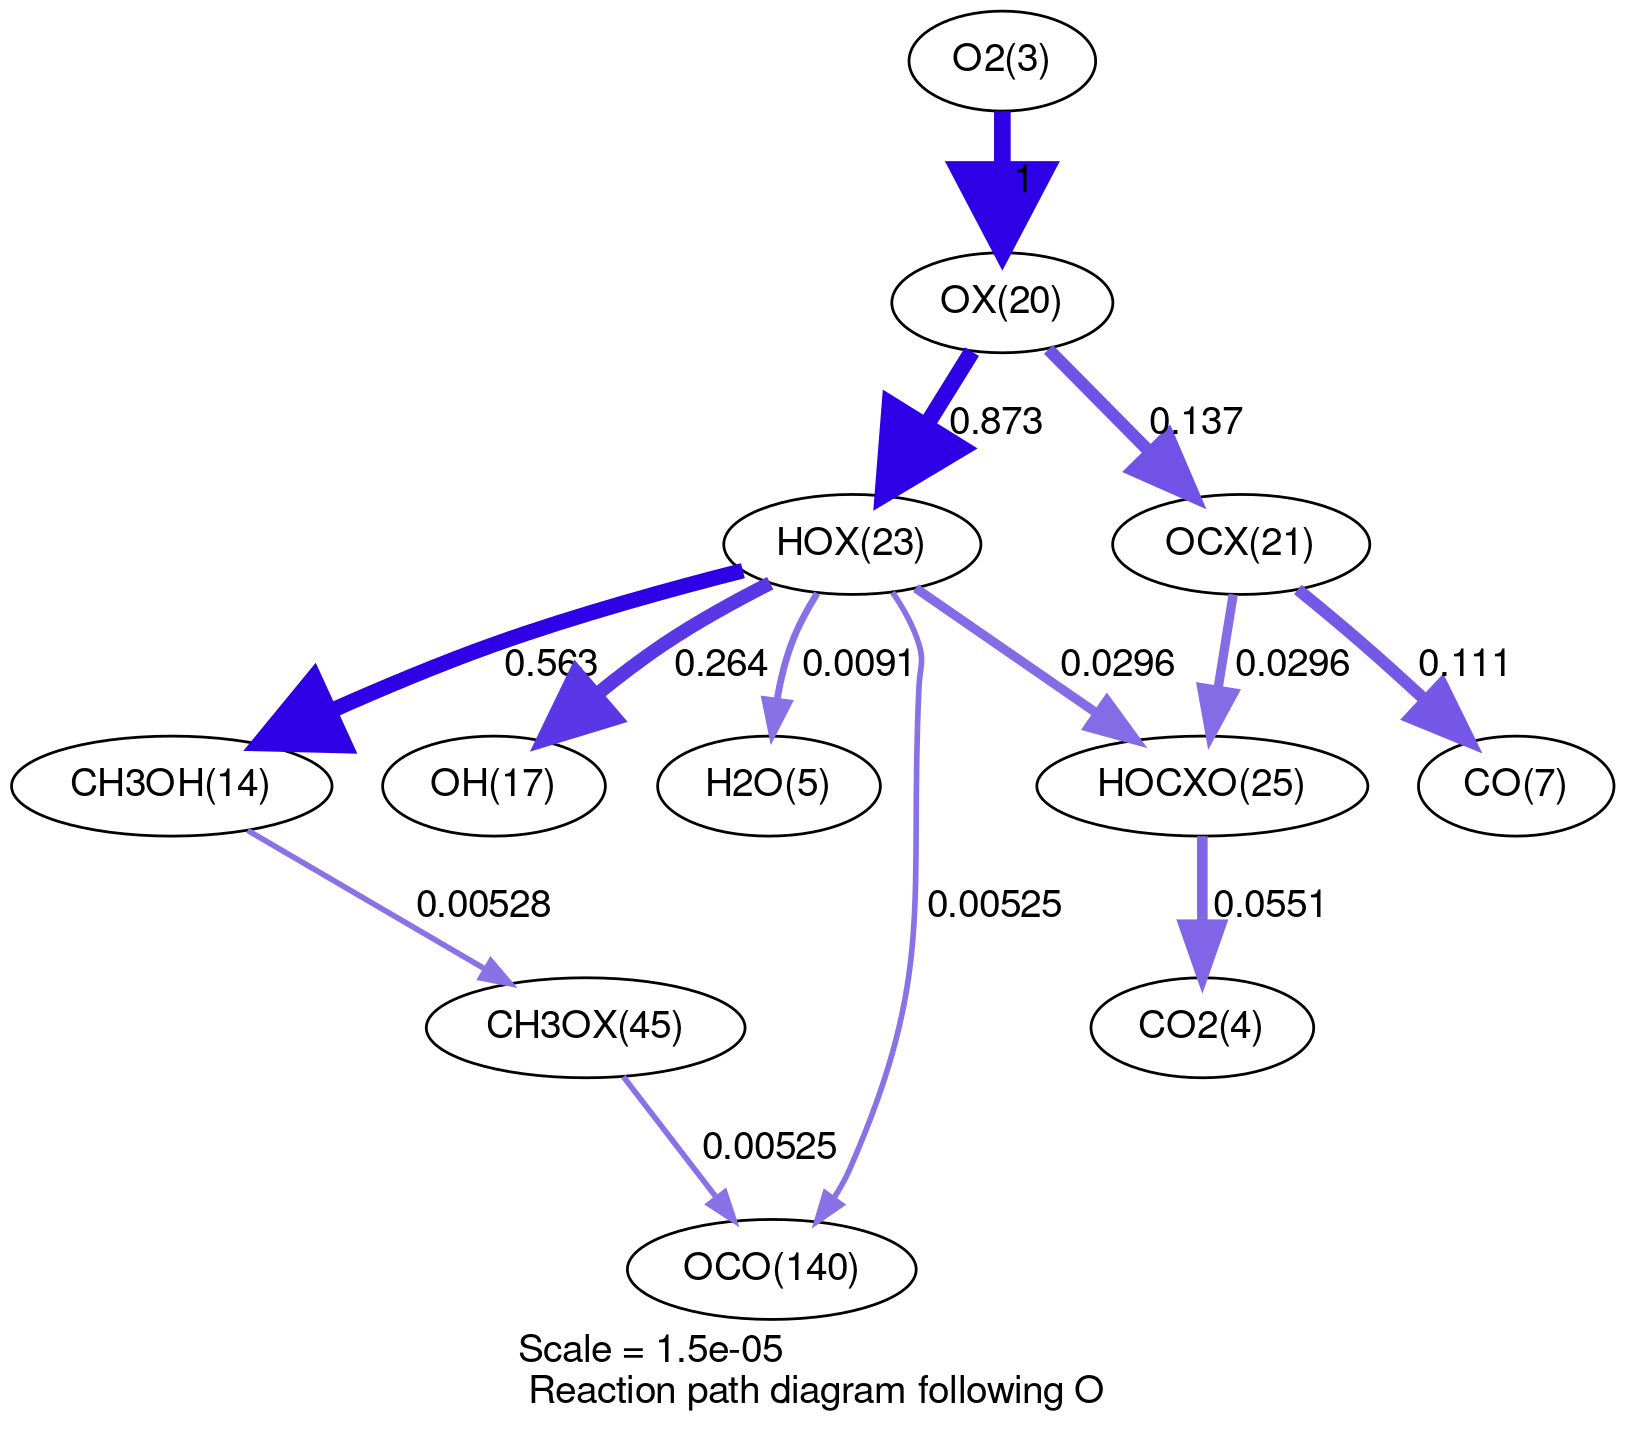 O2(3)
1
OX(20)
0.873
0.137
HOX(23)
OCX(21)
0.563
0.264
0.0091
0.0296
0.0296
0.111
CH3OH(14)
OH(17)
H2O(5)
HOCXO(25)
CO(7)
0.00528
0.00525
0.0551
CH3OX(45)
CO2(4)
0.00525
OCO(140)
Scale = 1.5e-05
Reaction path diagram following O